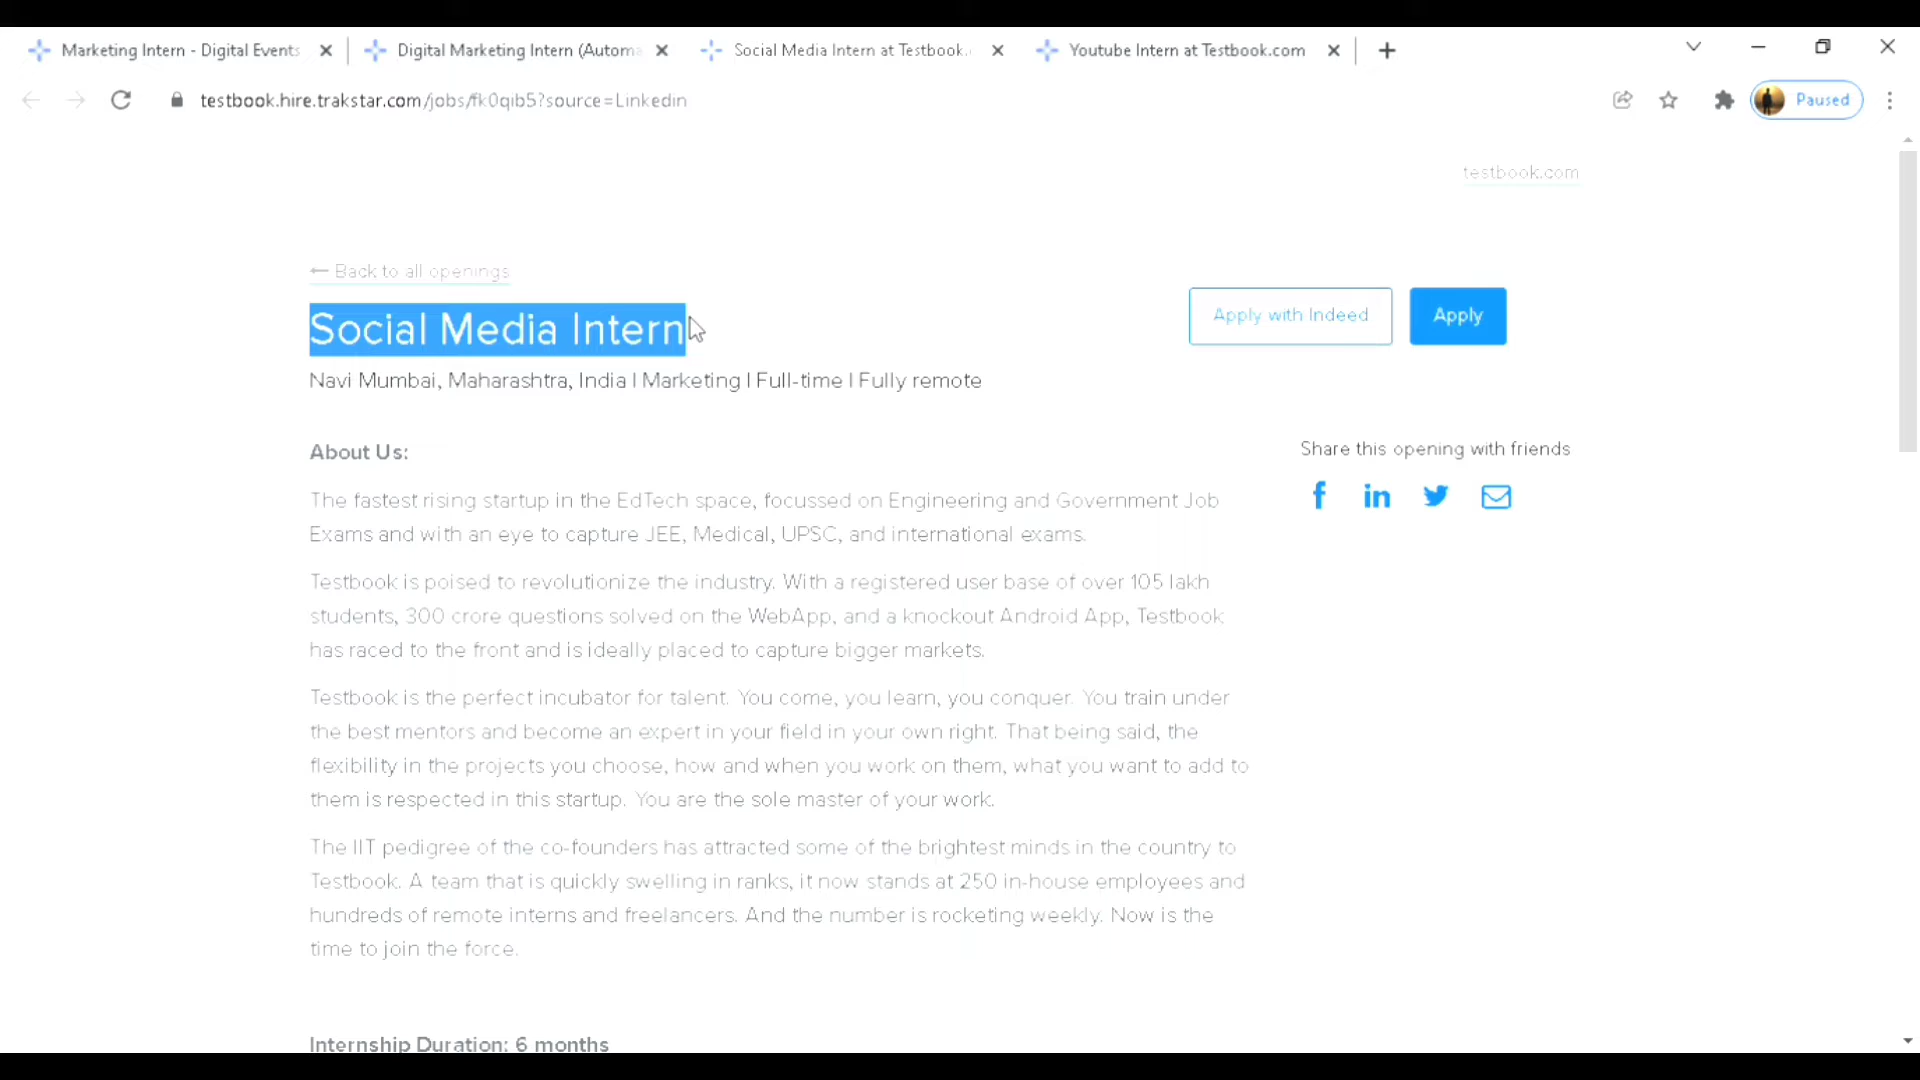 Marketing Intern - Digital Events
Digital Marketing Intern (Automa
Social Media Intern at Testbook.
Youtube Intern at Testbook.com
testbook.hire.trakstar.com/jobs/fk0qib5?source=Linkedin
Paused
testbook.com
← Back to all openings
Social Media Intern
Apply with Indeed
Apply
Navi Mumbai, Maharashtra, India | Marketing | Full-time | Fully remote
About Us:
Share this opening with friends
The fastest rising startup in the EdTech space, focussed on Engineering and Government Job
Exams and with an eye to capture JEE, Medical, UPSC, and international exams.
Testbook is poised to revolutionize the industry. With a registered user base of over 105 lakh
students, 300 crore questions solved on the WebApp, and a knockout Android App, Testbook
has raced to the front and is ideally placed to capture bigger markets.
Testbook is the perfect incubator for talent. You come, you learn, you conquer. You train under
the best mentors and become an expert in your field in your own right. That being said, the
flexibility in the projects you choose, how and when you work on them, what you want to add to
them is respected in this startup. You are the sole master of your work.
The IIT pedigree of the co-founders has attracted some of the brightest minds in the country to
Testbook. A team that is quickly swelling in ranks, it now stands at 250 in-house employees and
hundreds of remote interns and freelancers. And the number is rocketing weekly. Now is the
time to join the force.
Internship Duration: 6 months